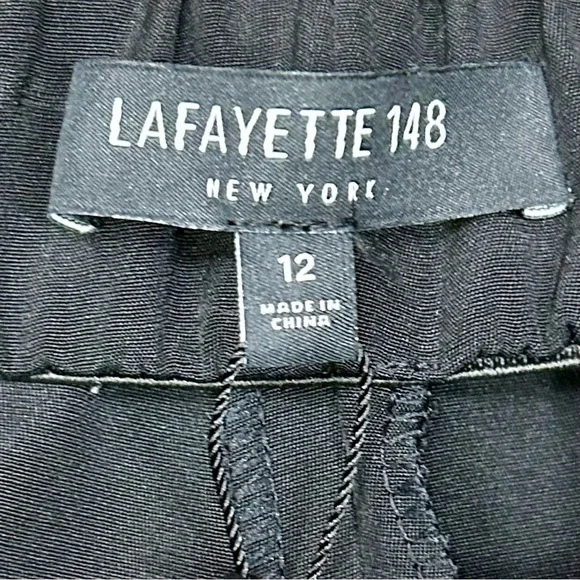 LAFAYETTE 148
NEW YORK
12
MADE IN
CHINA